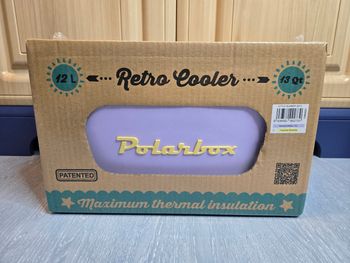 12 L
Retro Cooler
13 Qt
Polarbox
PATENTED
Maximum thermal insulation